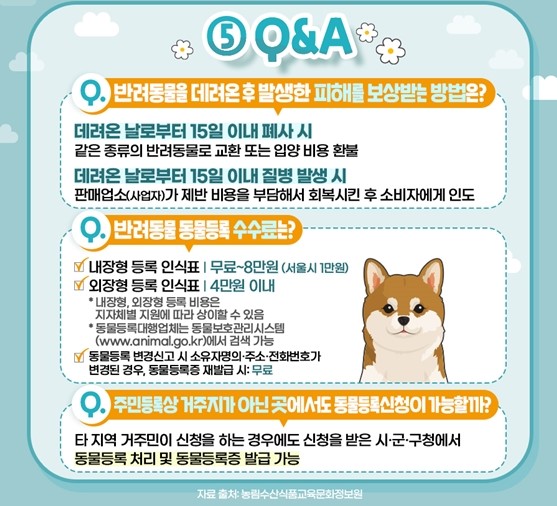 ⑤ Q&A
Q. 반려동물을 데려온 후 발생한 피해를 보상받는 방법은?
데려온 날로부터 15일 이내 폐사 시
같은 종류의 반려동물로 교환 또는 입양 비용 환불
데려온 날로부터 15일 이내 질병 발생 시
판매업소(사업자)가 제반 비용을 부담해서 회복시킨 후 소비자에게 인도
Q. 반려동물 동물등록 수수료는?
내장형 등록 인식표 | 무료~8만원 (서울시 1만원)
외장형 등록 인식표 | 4만원 이내
* 내장형, 외장형 등록 비용은
지자체별 지원에 따라 상이할 수 있음
* 동물등록대행업체는 동물보호관리시스템
(www.animal.go.kr)에서 검색 가능
동물등록 변경신고 시 소유자명의·주소·전화번호가
변경된 경우, 동물등록증 재발급 시: 무료
Q. 주민등록상 거주지가 아닌 곳에서도 동물등록신청이 가능할까?
타 지역 거주민이 신청을 하는 경우에도 신청을 받은 시·군·구청에서
동물등록 처리 및 동물등록증 발급 가능
자료 출처: 농림수산식품교육문화정보원